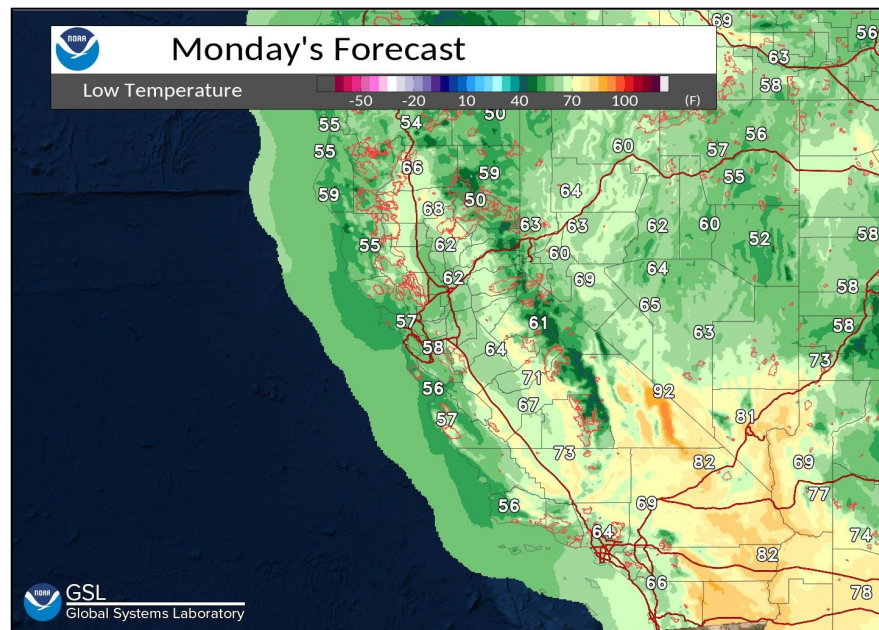 NOAA
Monday's Forecast
Low Temperature
-50 -20 10 40 70 100 (F)
69
56
63
58
55 54 50
56
55
60 57
66 59 55
59 64
68 50
63 63 62 60 58
55 62 60 52
62 69 64
58
65
57 61 63 58
58 64 73
71
56 67 92
57 81
73 82 69
77
56 69
64 74
82
66 78
NOAA
GSL
Global Systems Laboratory